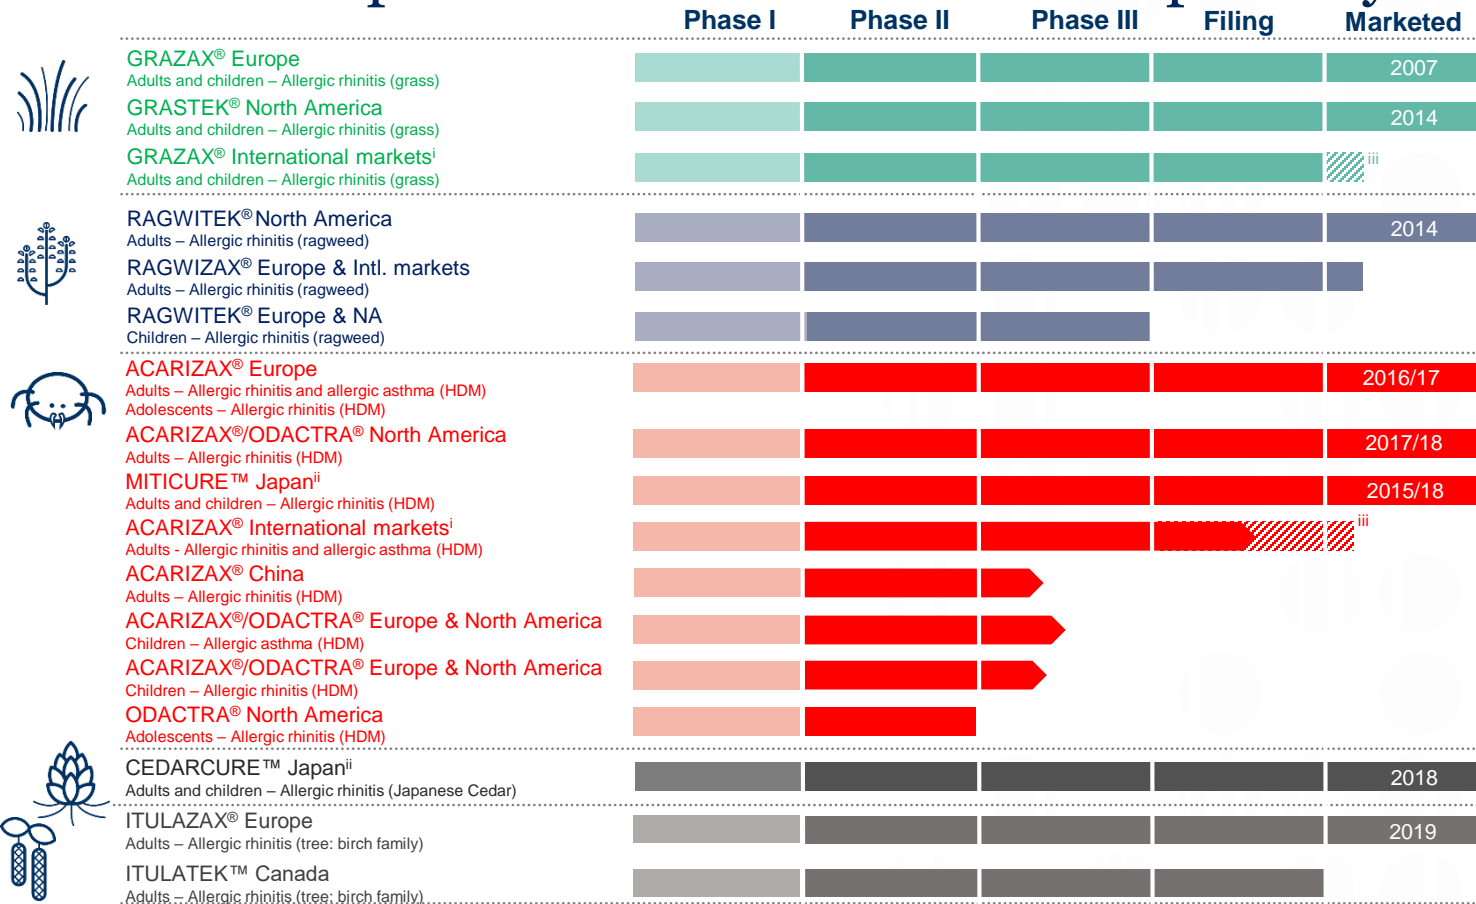 Phase I Phase II Phase III Filing Marketed
GRAZAX® Europe
Adults and children – Allergic rhinitis (grass)
2007
GRASTEK® North America
Adults and children – Allergic rhinitis (grass)
2014
GRAZAX® International marketsⁱ
Adults and children – Allergic rhinitis (grass)
iii
RAGWITEK® North America
Adults – Allergic rhinitis (ragweed)
2014
RAGWIZAX® Europe & Intl. markets
Adults – Allergic rhinitis (ragweed)
RAGWITEK® Europe & NA
Children – Allergic rhinitis (ragweed)
ACARIZAX® Europe
Adults – Allergic rhinitis and allergic asthma (HDM)
Adolescents – Allergic rhinitis (HDM)
2016/17
ACARIZAX®/ODACTRA® North America
Adults – Allergic rhinitis (HDM)
2017/18
MITICURE™ Japanⁱⁱ
Adults and children – Allergic rhinitis (HDM)
2015/18
ACARIZAX® International marketsⁱ
Adults - Allergic rhinitis and allergic asthma (HDM)
iii
ACARIZAX® China
Adults – Allergic rhinitis (HDM)
ACARIZAX®/ODACTRA® Europe & North America
Children – Allergic asthma (HDM)
ACARIZAX®/ODACTRA® Europe & North America
Children – Allergic rhinitis (HDM)
ODACTRA® North America
Adolescents – Allergic rhinitis (HDM)
CEDARCURE™ Japanⁱⁱ
Adults and children – Allergic rhinitis (Japanese Cedar)
2018
ITULAZAX® Europe
Adults – Allergic rhinitis (tree: birch family)
2019
ITULATEK™ Canada
Adults – Allergic rhinitis (tree: birch family)